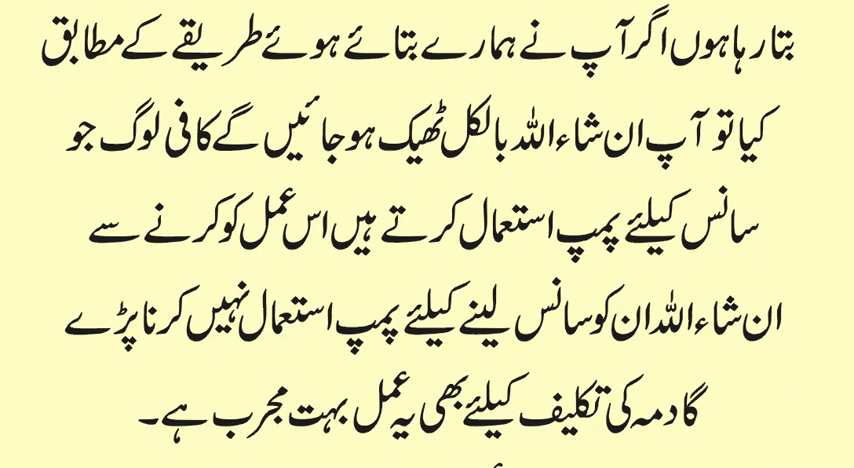 بتا رہا ہوں اگر آپ نے ہمارے بتائے ہوئے طریقے کے مطابق
کیا تو آپ ان شاء اللہ بالکل ٹھیک ہو جائیں گے کافی لوگ جو
سانس کیلئے پمپ استعمال کرتے ہیں اس عمل کو کرنے سے
ان شاء اللہ ان کو سانس لینے کیلئے پمپ استعمال نہیں کرنا پڑے
گا دمہ کی تکلیف کیلئے بھی یہ عمل بہت مجرب ہے۔